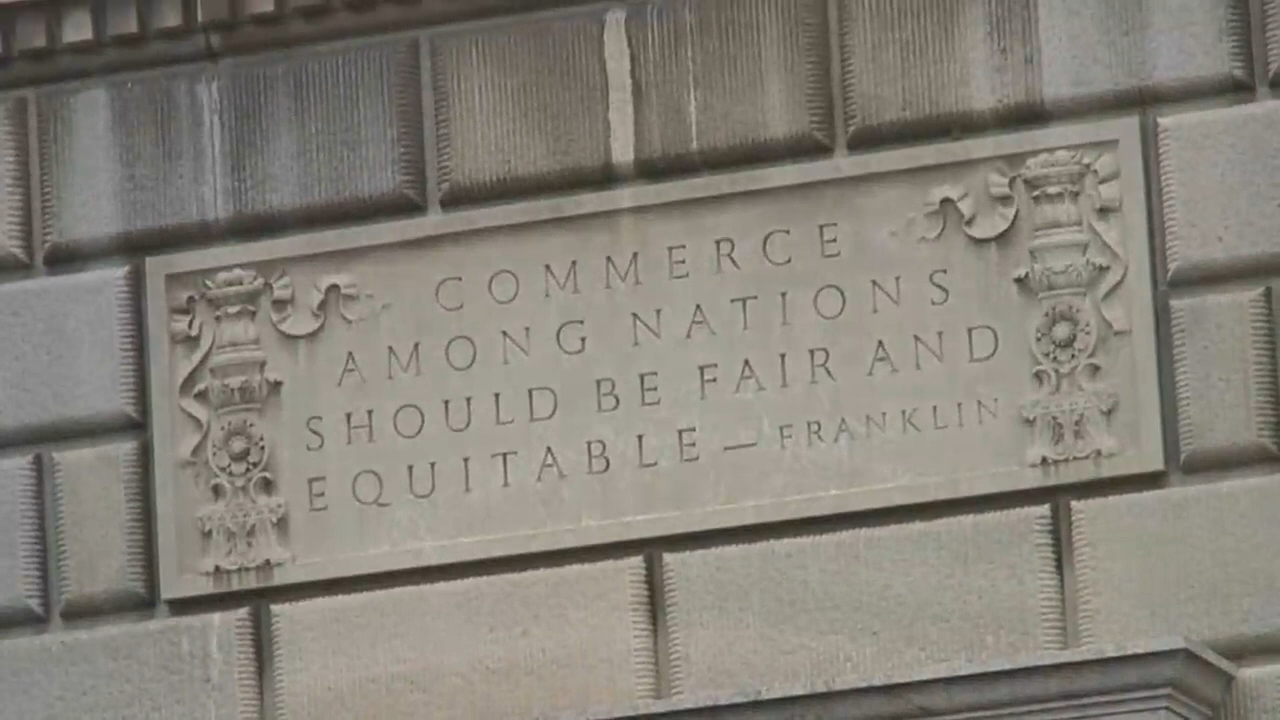 COMMERCE
AMONG NATIONS
SHOULD BE FAIR AND
EQUITABLE — FRANKLIN